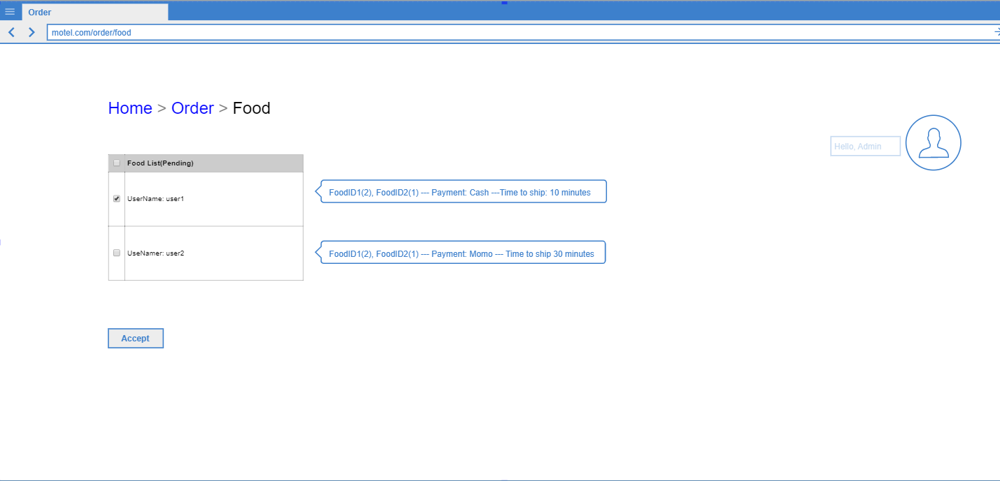 Order
motel.com/order/food
Home > Order > Food
Hello, Admin
Food List(Pending)
UserName: user1
FoodID1(2), FoodID2(1) --- Payment: Cash ---Time to ship: 10 minutes
UseNamer: user2
FoodID1(2), FoodID2(1) --- Payment: Momo --- Time to ship 30 minutes
Accept